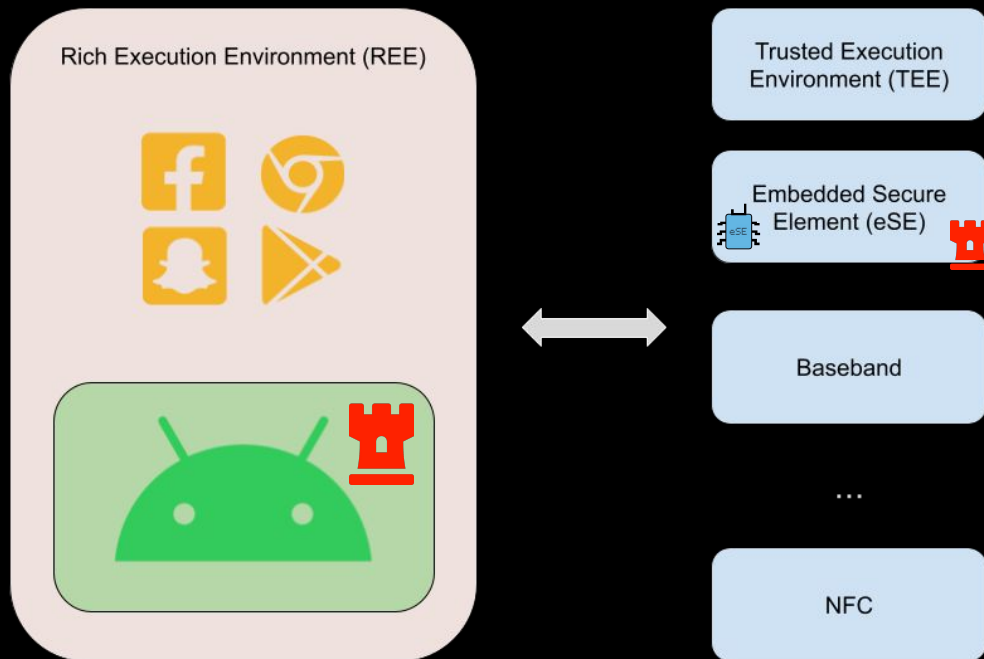 Rich Execution Environment (REE)
Trusted Execution
Environment (TEE)
Embedded Secure
Element (eSE)
eSE
Baseband
...
NFC